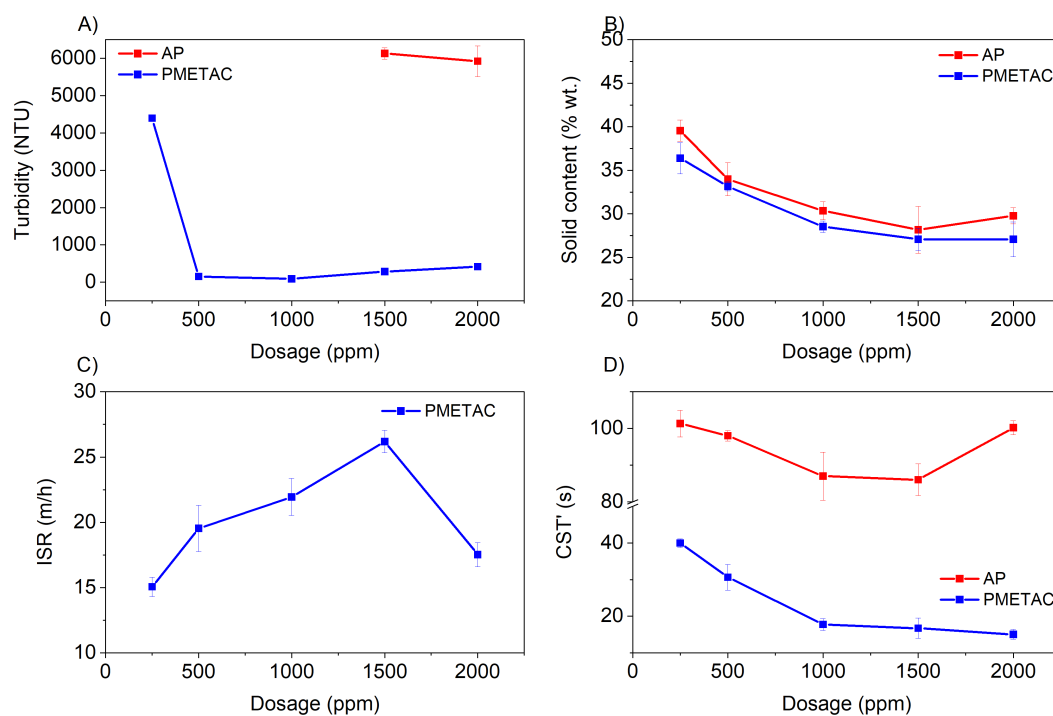 A)
AP
PMETAC
Turbidity (NTU)
6000
5000
4000
3000
2000
1000
0
0 500 1000 1500 2000
Dosage (ppm)
B)
AP
PMETAC
Solid content (% wt.)
50
45
40
35
30
25
20
0 500 1000 1500 2000
Dosage (ppm)
C)
PMETAC
ISR (m/h)
30
25
20
15
10
0 500 1000 1500 2000
Dosage (ppm)
D)
AP
PMETAC
CST' (s)
100
80
40
20
0 500 1000 1500 2000
Dosage (ppm)